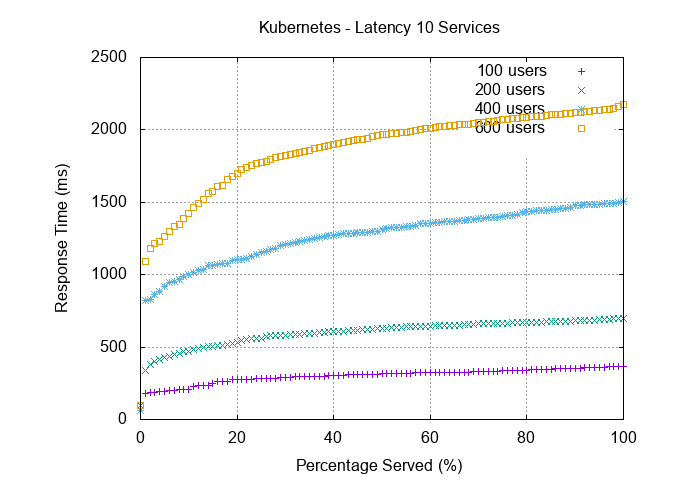 Kubernetes - Latency 10 Services
2500
2000
1500
1000
500
0
0 20 40 60 80 100
Response Time (ms)
Percentage Served (%)
100 users
200 users
400 users
600 users